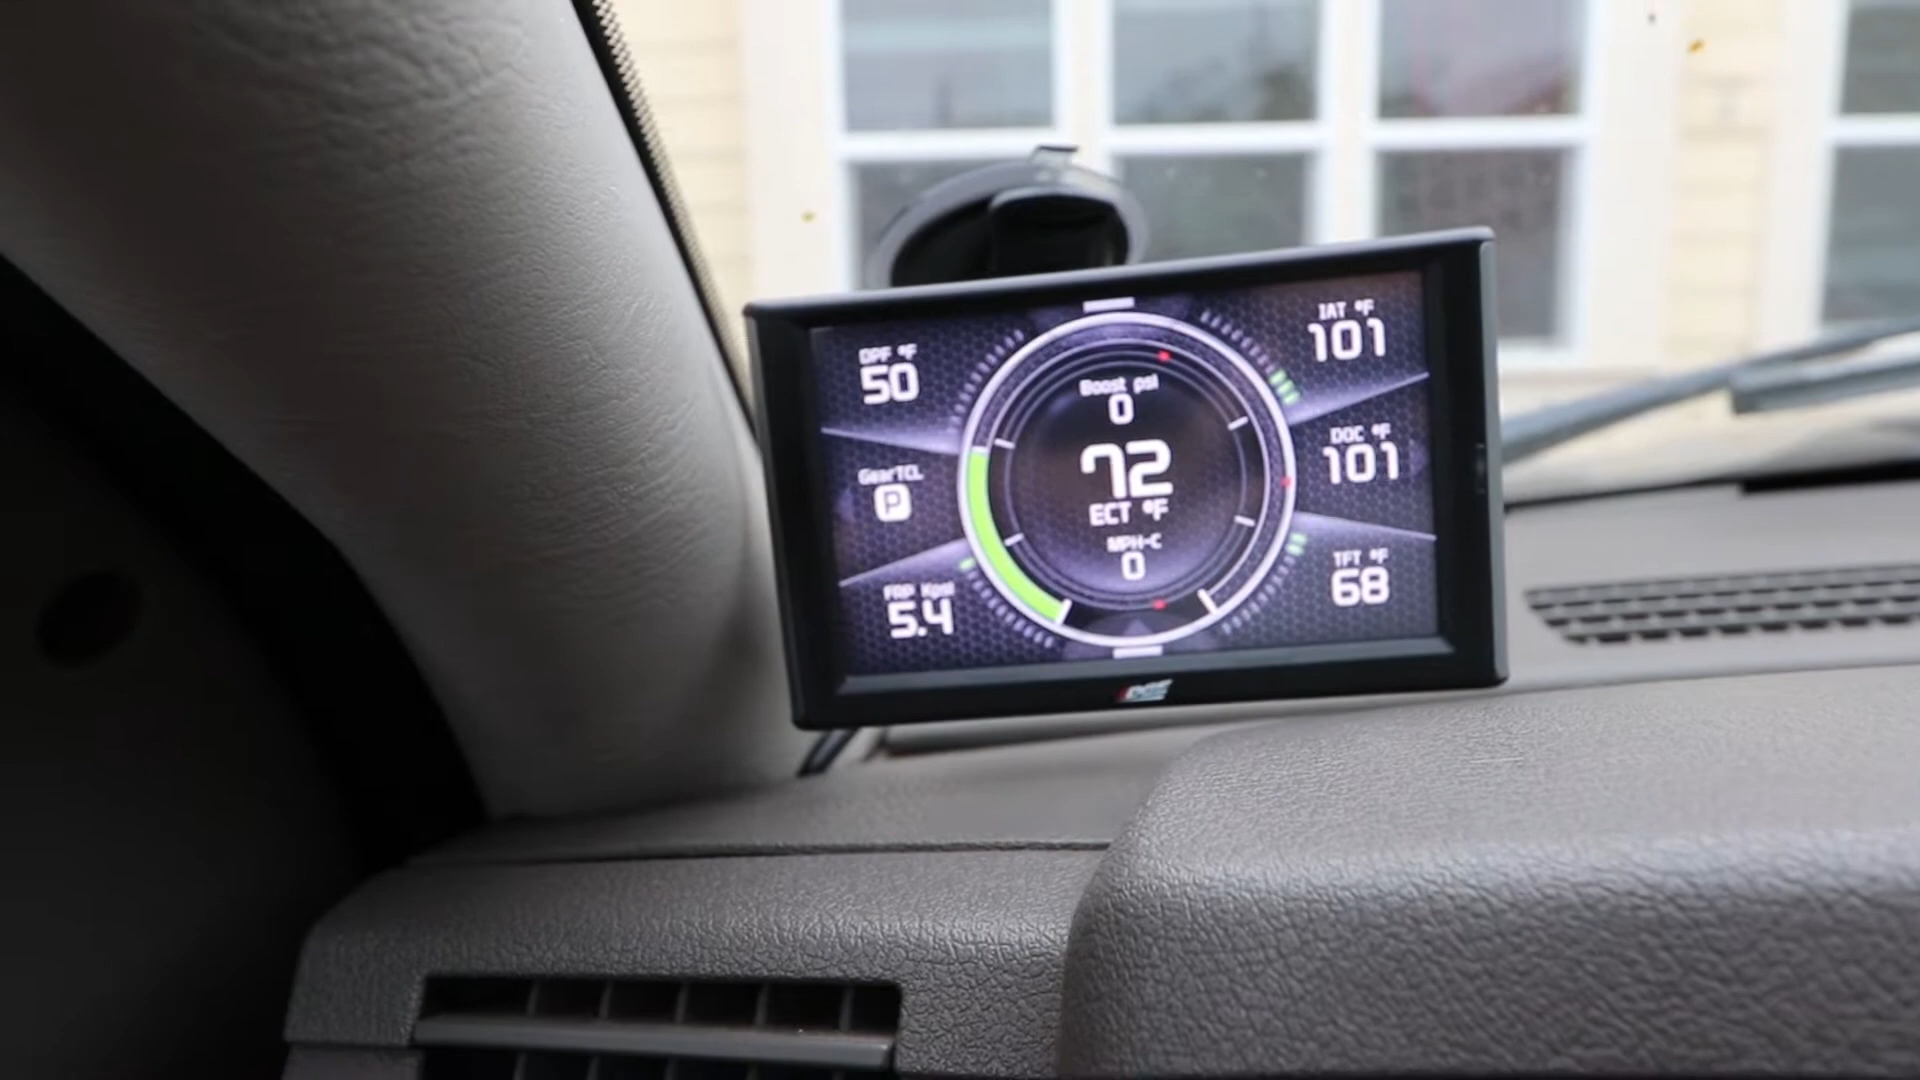 DPF °F
50
GearTCL
P
FRP Kpsi
5.4
Boost psi
0
72
ECT °F
MPH-C
0
IAT °F
101
DOC °F
101
TFT °F
68